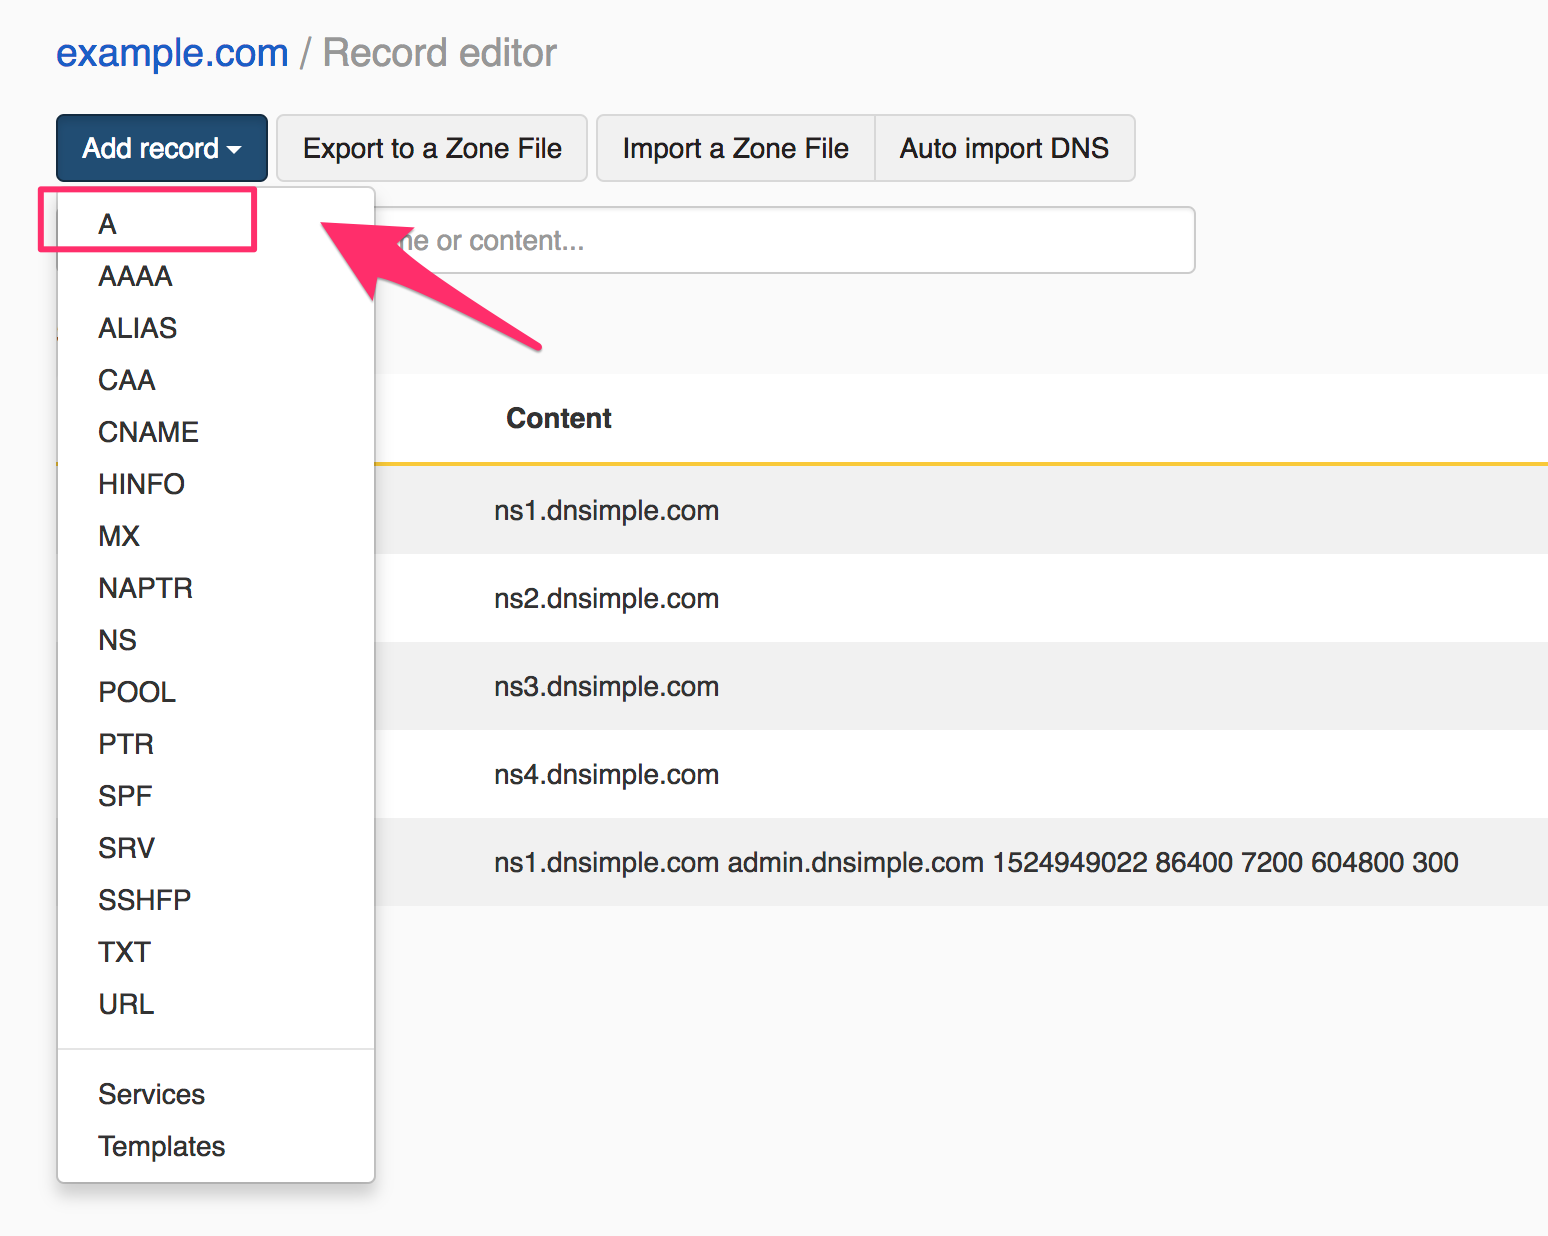 example.com / Record editor
Add record
Export to a Zone File
Import a Zone File
Auto import DNS
or content...
A
AAAA
ALIAS
CAA
CNAME
HINFO
MX
NAPTR
NS
POOL
PTR
SPF
SRV
SSHFP
TXT
URL
Services
Templates
Content
ns1.dnsimple.com
ns2.dnsimple.com
ns3.dnsimple.com
ns4.dnsimple.com
ns1.dnsimple.com admin.dnsimple.com 1524949022 86400 7200 604800 300